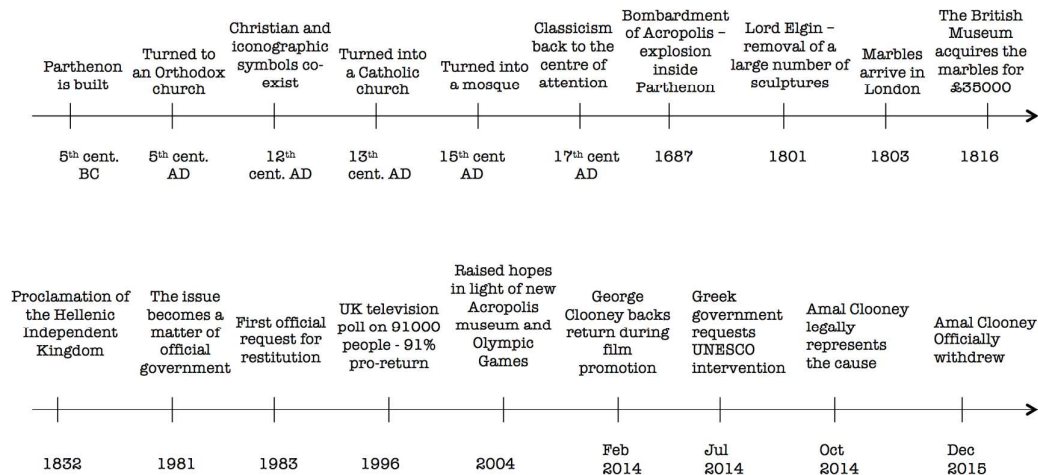 Parthenon
is built
Turned to
an Orthodox
church
Christian and
iconographic
symbols co-
exist
Turned into
a Catholic
church
Turned into
a mosque
Classicism
back to the
centre of
attention
Bombardment
of Acropolis –
explosion
inside
Parthenon
Lord Elgin –
removal of a
large number of
sculptures
Marbles
arrive in
London
The British
Museum
acquires the
marbles for
£35000
5th cent.
BC
5th cent.
AD
12th
cent. AD
13th
cent. AD
15th cent
AD
17th cent
AD
1687
1801
1803
1816
Proclamation of
the Hellenic
Independent
Kingdom
The issue
becomes a
matter of
official
government
First official
request for
restitution
UK television
poll on 91000
people - 91%
pro-return
Raised hopes
in light of new
Acropolis
museum and
Olympic
Games
George
Clooney backs
return during
film
promotion
Greek
government
requests
UNESCO
intervention
Amal Clooney
legally
represents
the cause
Amal Clooney
Officially
withdrew
1832
1981
1983
1996
2004
Feb
2014
Jul
2014
Oct
2014
Dec
2015